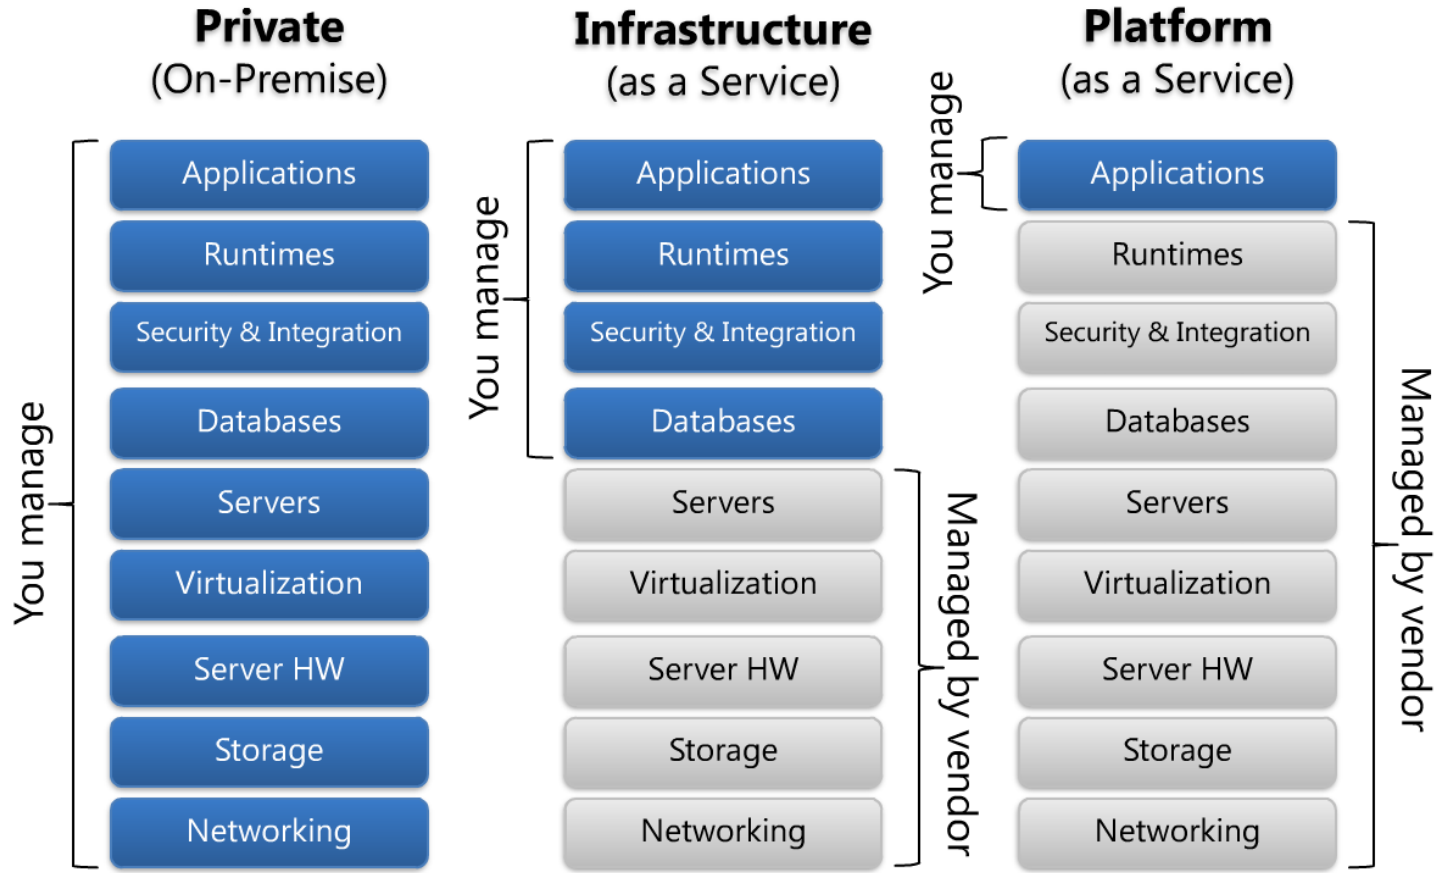 Private
(On-Premise)
You manage
Applications
Runtimes
Security & Integration
Databases
Servers
Virtualization
Server HW
Storage
Networking
Infrastructure
(as a Service)
You manage
Applications
Runtimes
Security & Integration
Databases
Servers
Virtualization
Server HW
Storage
Networking
Managed by vendor
Platform
(as a Service)
You manage
Applications
Runtimes
Security & Integration
Databases
Servers
Virtualization
Server HW
Storage
Networking
Managed by vendor